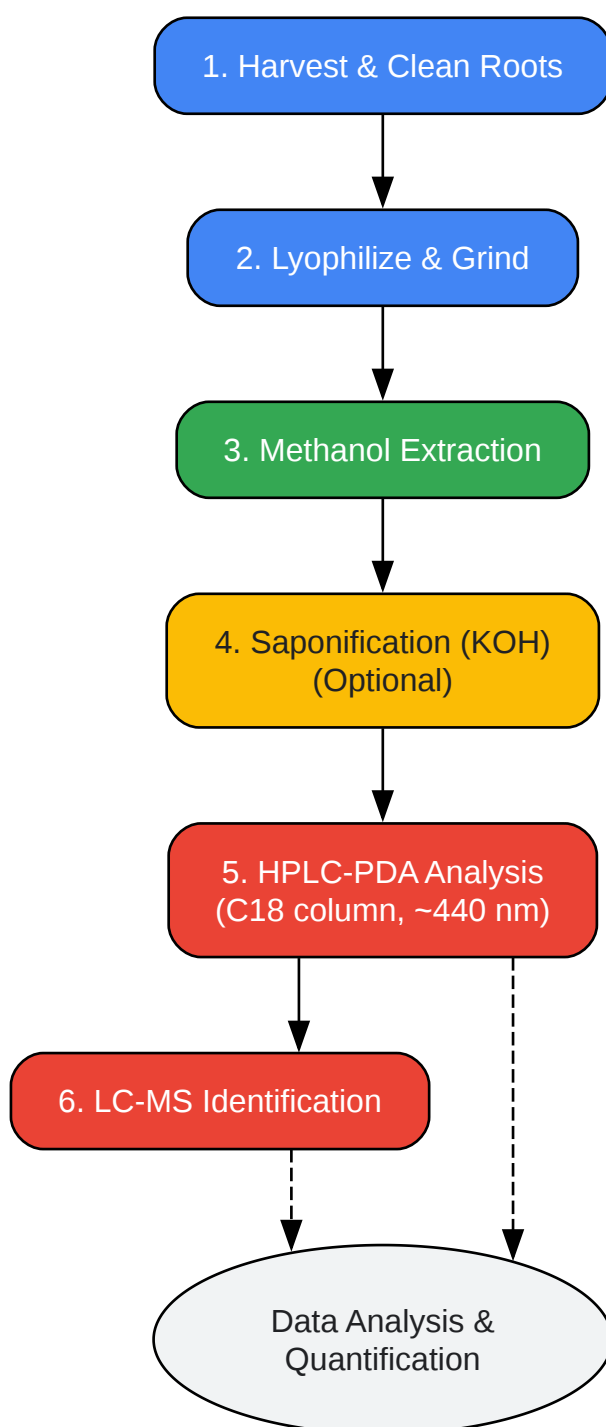 1. Harvest & Clean Roots
2. Lyophilize & Grind
3. Methanol Extraction
4. Saponification (KOH)
(Optional)
5. HPLC-PDA Analysis
(C18 column, ~440 nm)
6. LC-MS Identification
Data Analysis &
Quantification